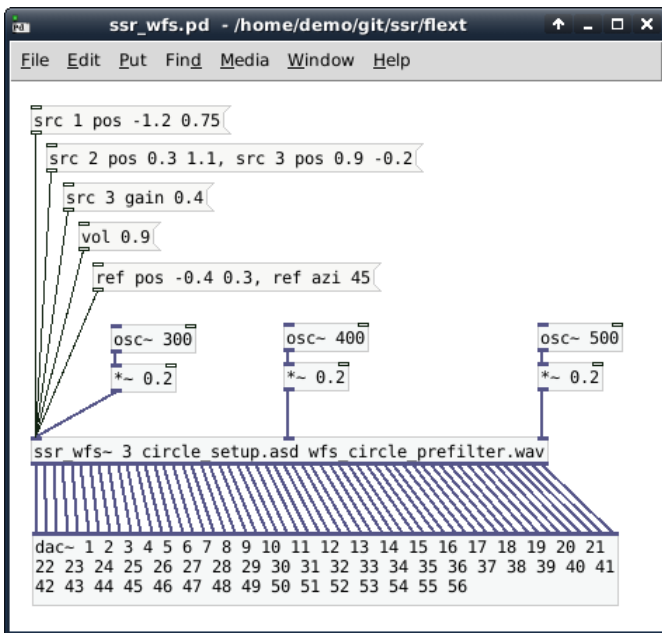 ssr_wfs.pd - /home/demo/git/ssr/flext
File Edit Put Find Media Window Help
src 1 pos -1.2 0.75
src 2 pos 0.3 1.1, src 3 pos 0.9 -0.2
src 3 gain 0.4
vol 0.9
ref pos -0.4 0.3, ref azi 45
osc~ 300 osc~ 400 osc~ 500
*~ 0.2 *~ 0.2 *~ 0.2
ssr_wfs~ 3 circle_setup.asd wfs_circle_prefilter.wav
dac~ 1 2 3 4 5 6 7 8 9 10 11 12 13 14 15 16 17 18 19 20 21
22 23 24 25 26 27 28 29 30 31 32 33 34 35 36 37 38 39 40 41
42 43 44 45 46 47 48 49 50 51 52 53 54 55 56